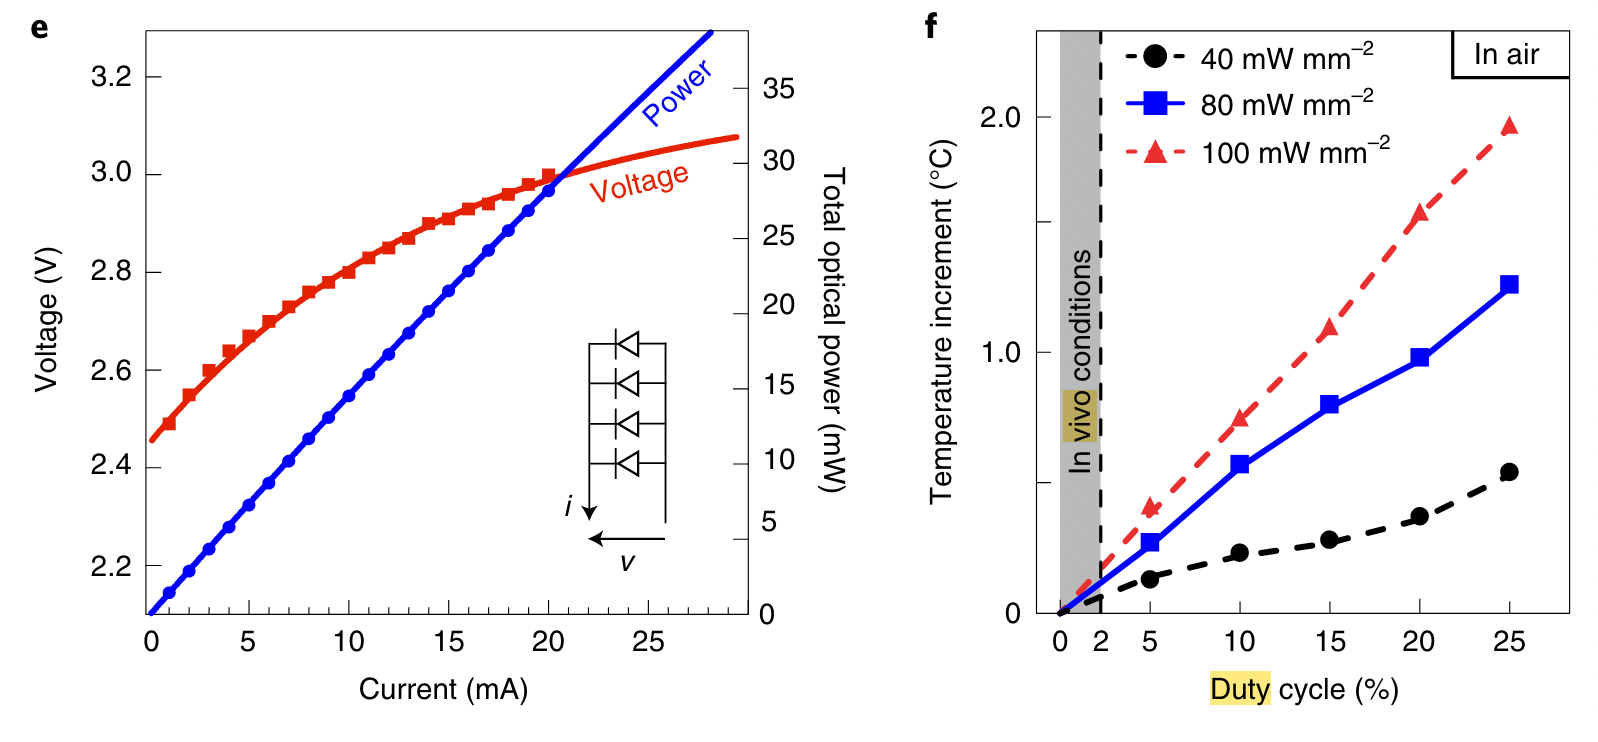 e
3.2
3.0
2.8
2.6
2.4
2.2
Voltage (V)
0
5
10
15
20
25
Current (mA)
35
30
25
20
15
10
5
0
Total optical power (mW)
Power
Voltage
i
v
f
40 mW mm⁻²
80 mW mm⁻²
100 mW mm⁻²
In air
2.0
1.0
0
Temperature increment (°C)
In vivo conditions
0
2
5
10
15
20
25
Duty cycle (%)